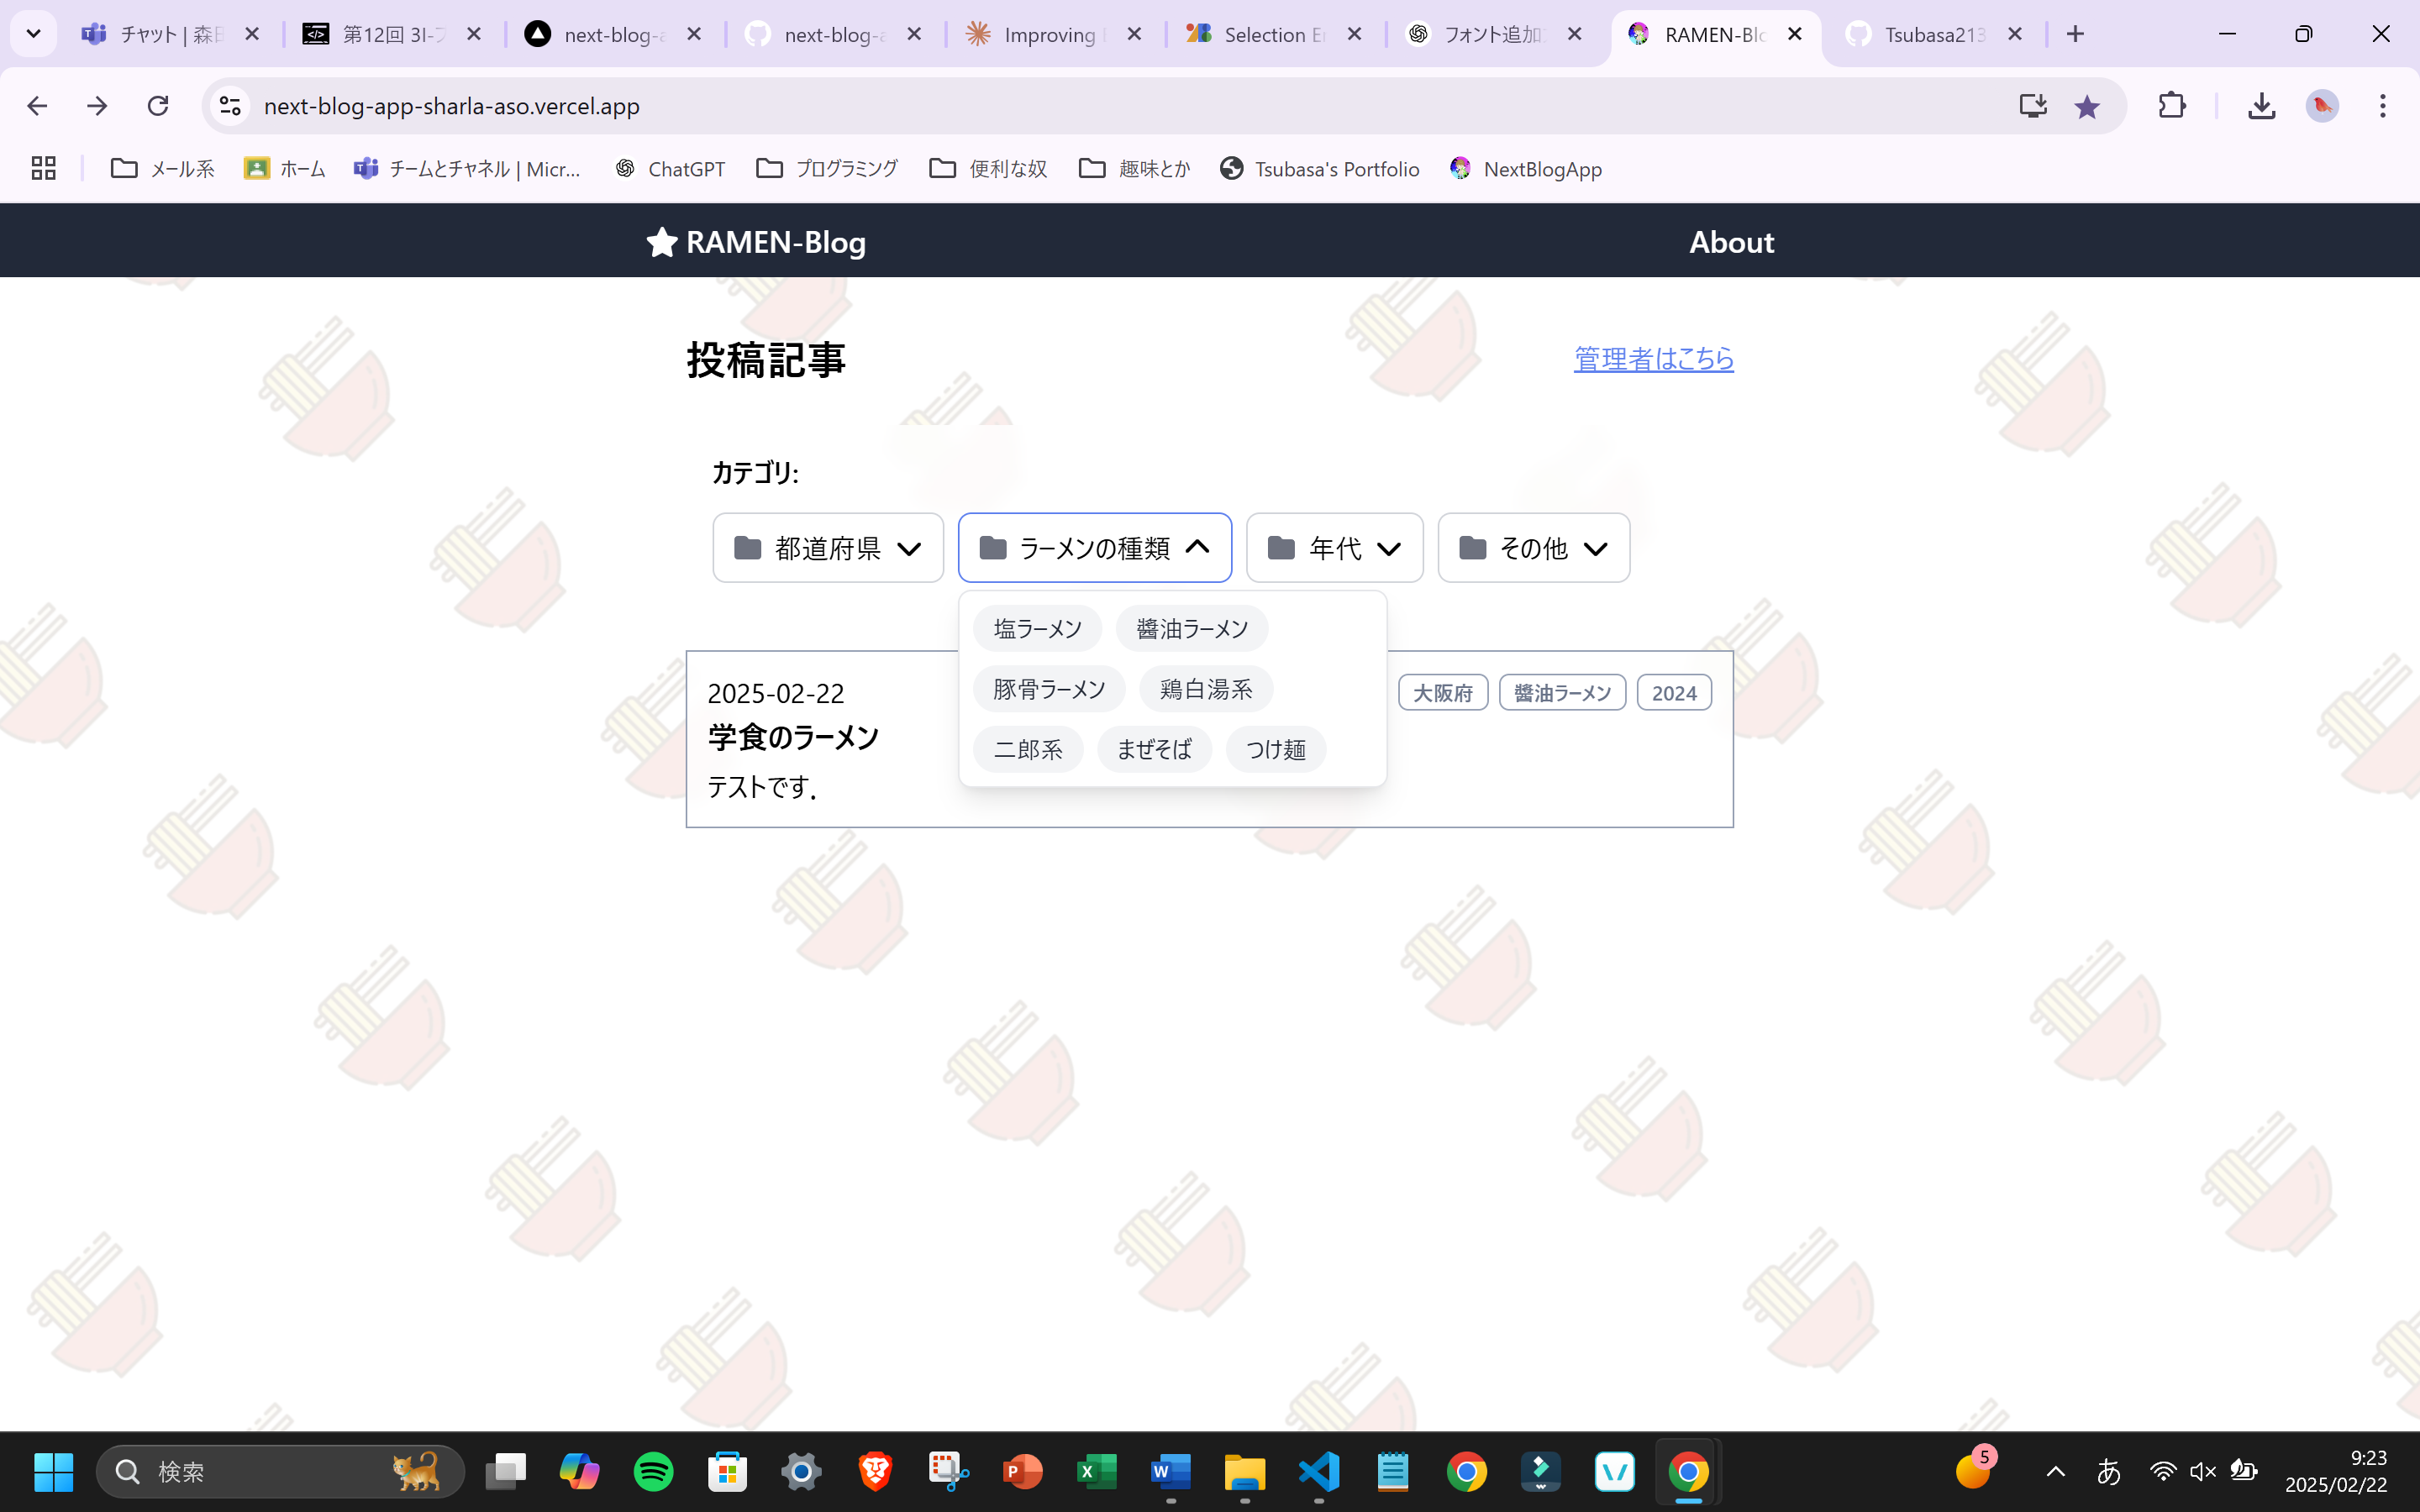 チャット | 森
第12回 3I-プ
next-blog-a
next-blog-a
Improving
Selection E
フォント追加
RAMEN-Blo
Tsubasa213
next-blog-app-sharla-aso.vercel.app
メール系
ホーム
チームとチャネル | Micr...
ChatGPT
プログラミング
便利な奴
趣味とか
Tsubasa's Portfolio
NextBlogApp
RAMEN-Blog
About
投稿記事
管理者はこちら
カテゴリ:
都道府県
ラーメンの種類
年代
その他
塩ラーメン
醬油ラーメン
豚骨ラーメン
鶏白湯系
二郎系
まぜそば
つけ麺
2025-02-22
大阪府
醬油ラーメン
2024
学食のラーメン
テストです．
検索
5
あ
9:23
2025/02/22